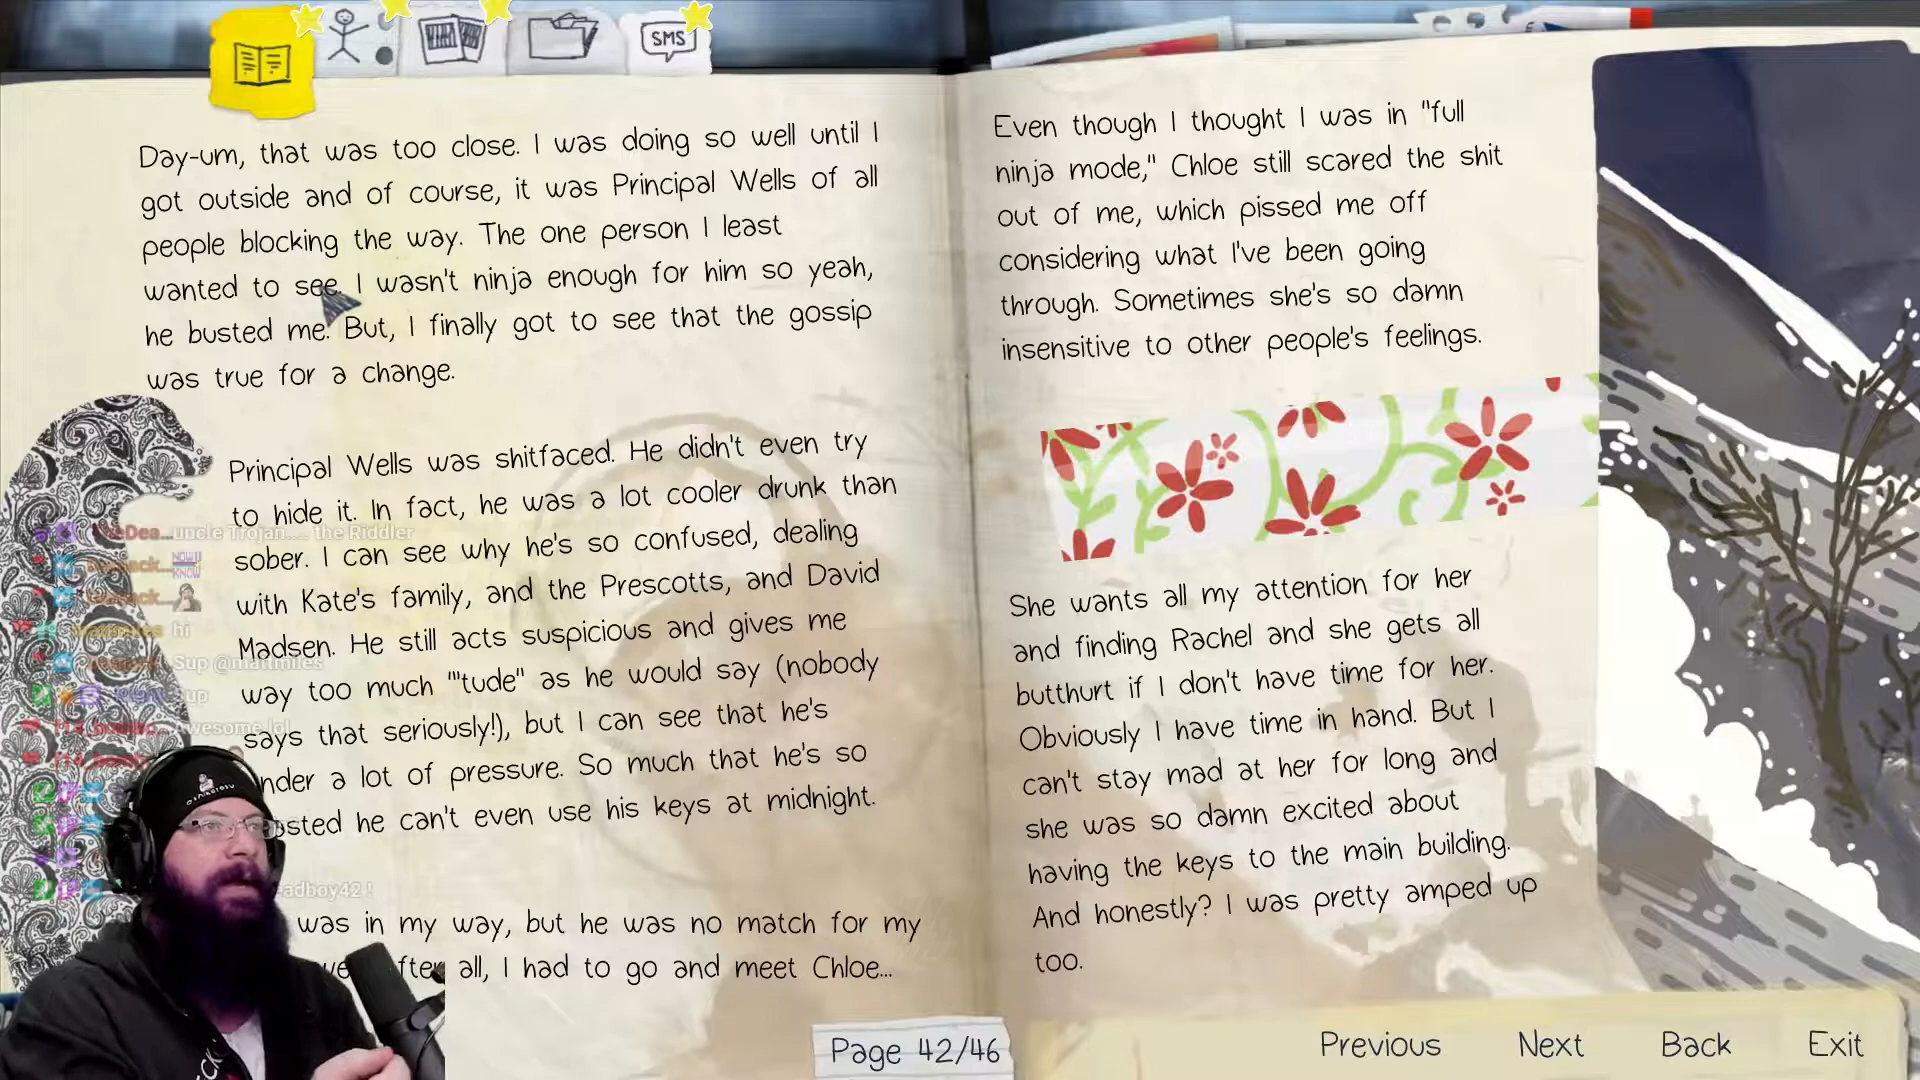 SMS
Day-um, that was too close. I was doing so well until I
got outside and of course, it was Principal Wells of all
people blocking the way. The one person I least
wanted to see. I wasn't ninja enough for him so yeah,
he busted me. But, I finally got to see that the gossip
was true for a change.
Principal Wells was shitfaced. He didn't even try
to hide it. In fact, he was a lot cooler drunk than
sober. I can see why he's so confused, dealing
with Kate's family, and the Prescotts, and David
Madsen. He still acts suspicious and gives me
way too much "'tude" as he would say (nobody
says that seriously!), but I can see that he's
under a lot of pressure. So much that he's so
he can't even use his keys at midnight.
was in my way, but he was no match for my
all, I had to go and meet Chloe...
uncle Trojan..... the Riddler
hi
Sup @maltmiles
Sup
Awesome lol
eadboy42 !
Even though I thought I was in "full
ninja mode," Chloe still scared the shit
out of me, which pissed me off
considering what I've been going
through. Sometimes she's so damn
insensitive to other people's feelings.
She wants all my attention for her
and finding Rachel and she gets all
butthurt if I don't have time for her.
Obviously I have time in hand. But I
can't stay mad at her for long and
she was so damn excited about
having the keys to the main building.
And honestly? I was pretty amped up
too.
Page 42/46
Previous Next Back Exit